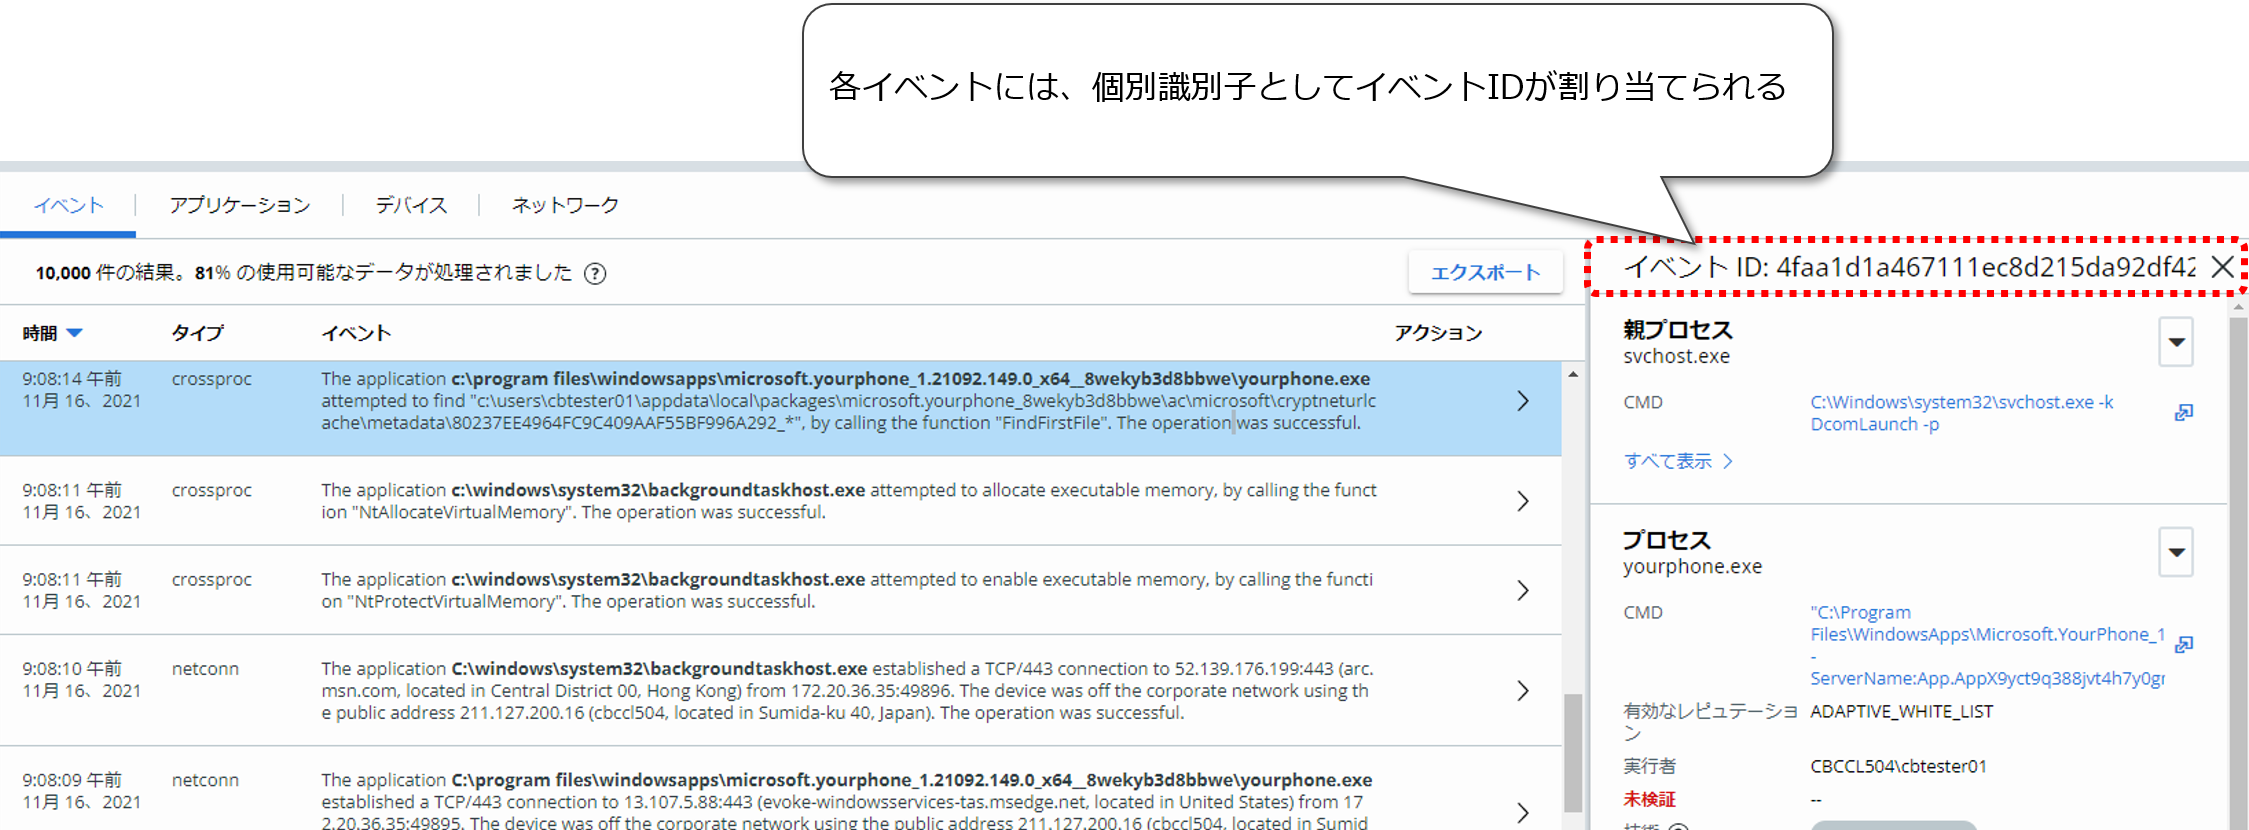 各イベントには、個別識別子としてイベントIDが割り当てられる
イベント
アプリケーション
デバイス
ネットワーク
10,000 件の結果。81% の使用可能なデータが処理されました ?
エクスポート
時間
タイプ
イベント
アクション
9:08:14 午前
11月 16、2021
crossproc
The application c:\program files\windowsapps\microsoft.yourphone_1.21092.149.0_x64__8wekyb3d8bbwe\yourphone.exe
attempted to find "c:\users\cbtester01\appdata\local\packages\microsoft.yourphone_8wekyb3d8bbwe\ac\microsoft\cryptneturlc
ache\metadata\80237EE4964FC9C409AAF55BF996A292_*", by calling the function "FindFirstFile". The operation was successful.
9:08:11 午前
11月 16、2021
crossproc
The application c:\windows\system32\backgroundtaskhost.exe attempted to allocate executable memory, by calling the funct
ion "NtAllocateVirtualMemory". The operation was successful.
9:08:11 午前
11月 16、2021
crossproc
The application c:\windows\system32\backgroundtaskhost.exe attempted to enable executable memory, by calling the functi
on "NtProtectVirtualMemory". The operation was successful.
9:08:10 午前
11月 16、2021
netconn
The application C:\windows\system32\backgroundtaskhost.exe established a TCP/443 connection to 52.139.176.199:443 (arc.
msn.com, located in Central District 00, Hong Kong) from 172.20.36.35:49896. The device was off the corporate network using th
e public address 211.127.200.16 (cbccl504, located in Sumida-ku 40, Japan). The operation was successful.
9:08:09 午前
11月 16、2021
netconn
The application C:\program files\windowsapps\microsoft.yourphone_1.21092.149.0_x64__8wekyb3d8bbwe\yourphone.exe
established a TCP/443 connection to 13.107.5.88:443 (evoke-windowsservices-tas.msedge.net, located in United States) from 17
2.20.36.35:49895. The device was off the corporate network using the public address 211.127.200.16 (cbccl504, located in Sumid
イベント ID: 4faa1d1a467111ec8d215da92df42
親プロセス
svchost.exe
CMD
C:\Windows\system32\svchost.exe -k
DcomLaunch -p
すべて表示
プロセス
yourphone.exe
CMD
"C:\Program
Files\WindowsApps\Microsoft.YourPhone_1
-
ServerName:App.AppX9yct9q388jvt4h7y0gr
有効なレピュテーショ
ン
ADAPTIVE_WHITE_LIST
実行者
CBCCL504\cbtester01
未検証
--